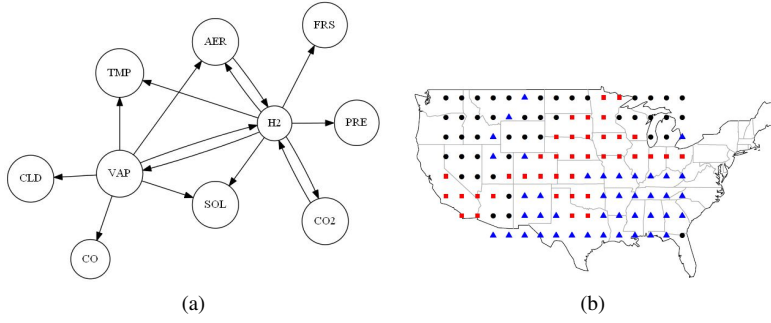 FRS
AER
TMP
H2
PRE
CLD
VAP
SOL
CO2
CO
(a)
(b)